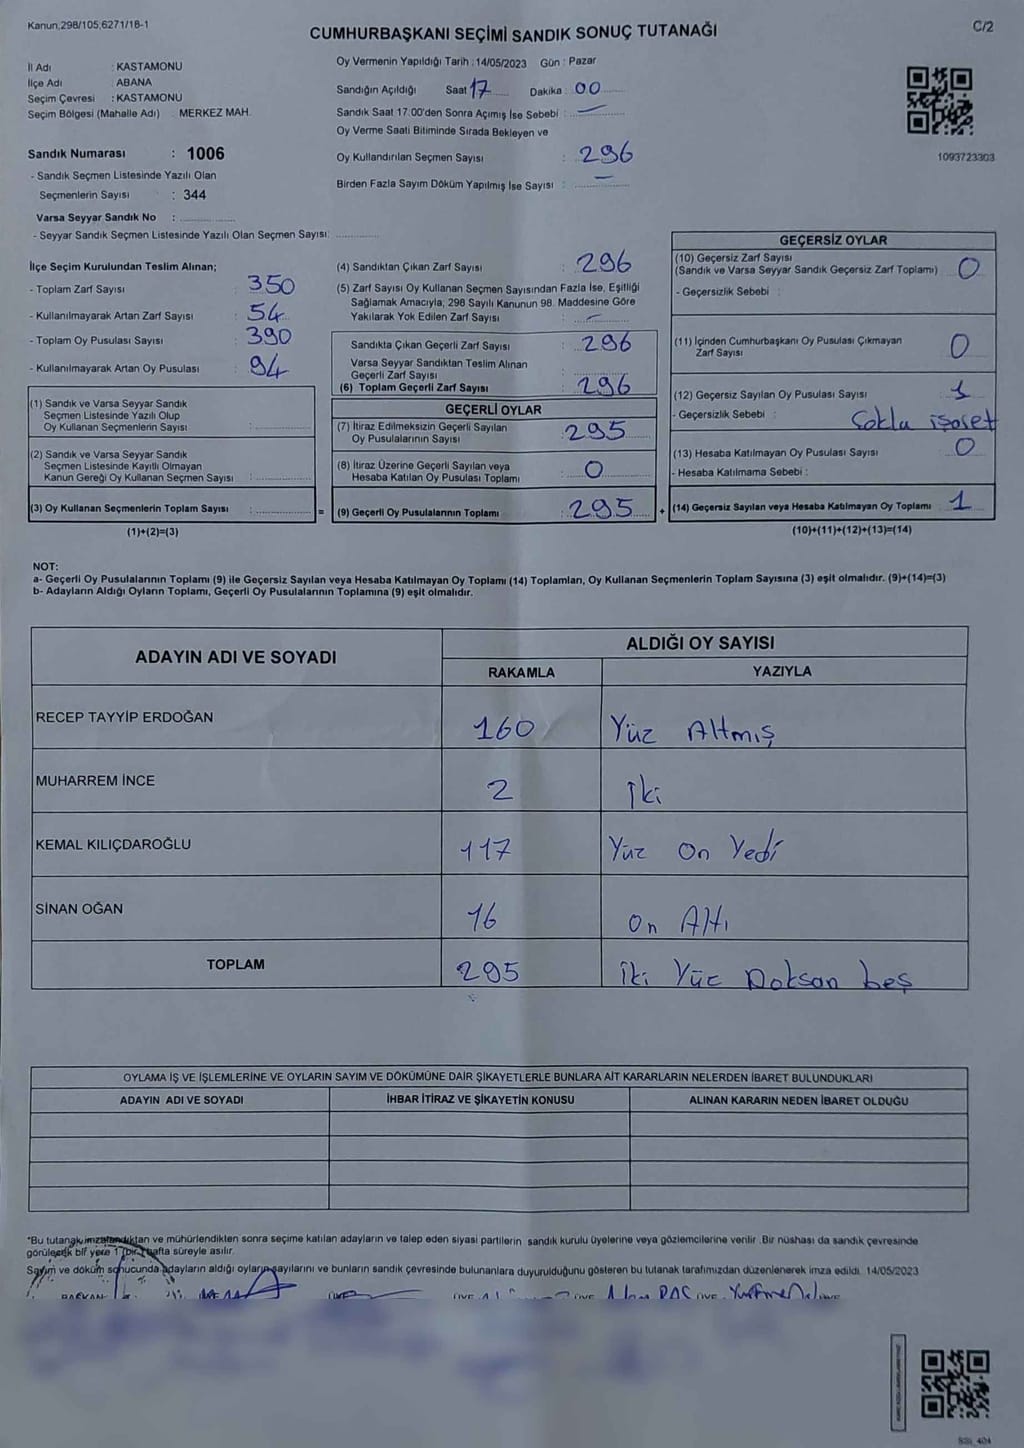 Kanun.298/105,6271/18-1
CUMHURBAŞKANI SEÇİMİ SANDIK SONUÇ TUTANAĞI
C/2
İl Adı : KASTAMONU
İlçe Adı : ABANA
Seçim Çevresi : KASTAMONU
Seçim Bölgesi (Mahalle Adı) : MERKEZ MAH.
Oy Vermenin Yapıldığı Tarih : 14/05/2023 Gün : Pazar
Sandığın Açıldığı Saat 17 Dakika : 00
Sandık Saat 17:00'den Sonra Açımış İse Sebebi : —
Oy Verme Saati Bitiminde Sırada Bekleyen ve
Oy Kullandırılan Seçmen Sayısı : 296
Birden Fazla Sayım Döküm Yapılmış İse Sayısı : —
1093723303
Sandık Numarası : 1006
- Sandık Seçmen Listesinde Yazılı Olan
Seçmenlerin Sayısı : 344
Varsa Seyyar Sandık No :
- Seyyar Sandık Seçmen Listesinde Yazılı Olan Seçmen Sayısı:
İlçe Seçim Kurulundan Teslim Alınan;
- Toplam Zarf Sayısı : 350
- Kullanılmayarak Artan Zarf Sayısı : 54
- Toplam Oy Pusulası Sayısı : 390
- Kullanılmayarak Artan Oy Pusulası : 94
(1) Sandık ve Varsa Seyyar Sandık
Seçmen Listesinde Yazılı Olup
Oy Kullanan Seçmenlerin Sayısı :
(2) Sandık ve Varsa Seyyar Sandık
Seçmen Listesinde Kayıtlı Olmayan
Kanun Gereği Oy Kullanan Seçmen Sayısı :
(3) Oy Kullanan Seçmenlerin Toplam Sayısı : =
(1)+(2)=(3)
(4) Sandıktan Çıkan Zarf Sayısı : 296
(5) Zarf Sayısı Oy Kullanan Seçmen Sayısından Fazla İse, Eşitliği
Sağlamak Amacıyla; 298 Sayılı Kanunun 98. Maddesine Göre
Yakılarak Yok Edilen Zarf Sayısı : —
Sandıkta Çıkan Geçerli Zarf Sayısı : 296
Varsa Seyyar Sandıktan Teslim Alınan
Geçerli Zarf Sayısı :
(6) Toplam Geçerli Zarf Sayısı : 296
GEÇERLİ OYLAR
(7) İtiraz Edilmeksizin Geçerli Sayılan
Oy Pusulalarının Sayısı : 295
(8) İtiraz Üzerine Geçerli Sayılan veya
Hesaba Katılan Oy Pusulası Toplamı : 0
(9) Geçerli Oy Pusulalarının Toplamı : 295 +
GEÇERSİZ OYLAR
(10) Geçersiz Zarf Sayısı
(Sandık ve Varsa Seyyar Sandık Geçersiz Zarf Toplamı) : 0
- Geçersizlik Sebebi :
(11) İçinden Cumhurbaşkanı Oy Pusulası Çıkmayan
Zarf Sayısı : 0
(12) Geçersiz Sayılan Oy Pusulası Sayısı : 1
- Geçersizlik Sebebi : Çoklu işaret
(13) Hesaba Katılmayan Oy Pusulası Sayısı : 0
- Hesaba Katılmama Sebebi :
(14) Geçersiz Sayılan veya Hesaba Katılmayan Oy Toplamı : 1
(10)+(11)+(12)+(13)=(14)
NOT:
a- Geçerli Oy Pusulalarının Toplamı (9) ile Geçersiz Sayılan veya Hesaba Katılmayan Oy Toplamı (14) Toplamları, Oy Kullanan Seçmenlerin Toplam Sayısına (3) eşit olmalıdır. (9)+(14)=(3)
b- Adayların Aldığı Oyların Toplamı, Geçerli Oy Pusulalarının Toplamına (9) eşit olmalıdır.
ADAYIN ADI VE SOYADI
ALDIĞI OY SAYISI
RAKAMLA YAZIYLA
RECEP TAYYİP ERDOĞAN 160 Yüz Altmış
MUHARREM İNCE 2 İki
KEMAL KILIÇDAROĞLU 117 Yüz On Yedi
SİNAN OĞAN 16 On Altı
TOPLAM 295 İki Yüz Doksan beş
OYLAMA İŞ VE İŞLEMLERİNE VE OYLARIN SAYIM VE DÖKÜMÜNE DAİR ŞİKAYETLERLE BUNLARA AİT KARARLARIN NELERDEN İBARET BULUNDUKLARI
ADAYIN ADI VE SOYADI İHBAR İTİRAZ VE ŞİKAYETİN KONUSU ALINAN KARARIN NEDEN İBARET OLDUĞU
*Bu tutanak imzalandıktan ve mühürlendikten sonra seçime katılan adayların ve talep eden siyasi partilerin sandık kurulu üyelerine veya gözlemcilerine verilir. Bir nüshası da sandık çevresinde
görülecek bir yere 1 (bir) hafta süreyle asılır.
Sayım ve döküm sonucunda adayların aldığı oyların sayılarını ve bunların sandık çevresinde bulunanlara duyurulduğunu gösteren bu tutanak tarafımızdan düzenlenerek imza edildi. 14/05/2023
BAŞKAN